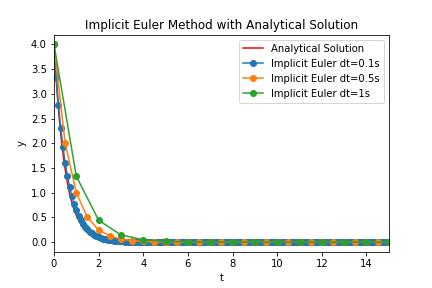 Implicit Euler Method with Analytical Solution
4.0
3.5
3.0
2.5
2.0
1.5
1.0
0.5
0.0
y
Analytical Solution
Implicit Euler dt=0.1s
Implicit Euler dt=0.5s
Implicit Euler dt=1s
0 2 4 6 8 10 12 14
t